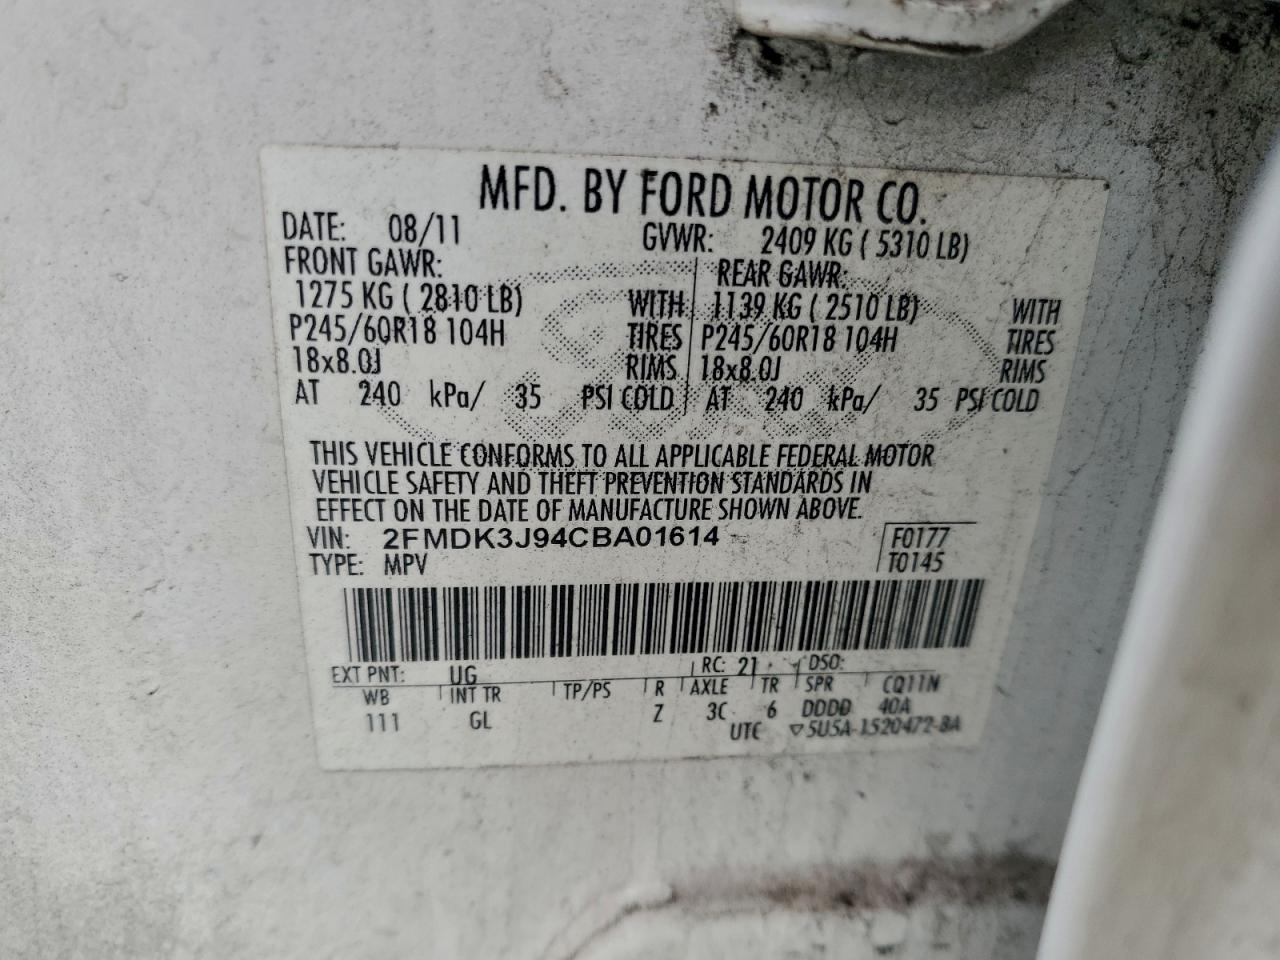 MFD. BY FORD MOTOR CO.
DATE: 08/11 GVWR: 2409 KG ( 5310 LB)
FRONT GAWR: REAR GAWR:
1275 KG ( 2810 LB) WITH 1139 KG ( 2510 LB) WITH
P245/60R18 104H TIRES P245/60R18 104H TIRES
18x8.0J RIMS 18x8.0J RIMS
AT 240 kPa/ 35 PSI COLD AT 240 kPa/ 35 PSI COLD
THIS VEHICLE CONFORMS TO ALL APPLICABLE FEDERAL MOTOR
VEHICLE SAFETY AND THEFT PREVENTION STANDARDS IN
EFFECT ON THE DATE OF MANUFACTURE SHOWN ABOVE.
VIN: 2FMDK3J94CBA01614 F0177
TYPE: MPV T0145
EXT PNT: UG RC: 21 DSO:
WB INT TR TP/PS R AXLE TR SPR CQ11N
111 GL Z 3C 6 DDDD 40A
UTC ▽5U5A-1520472-BA